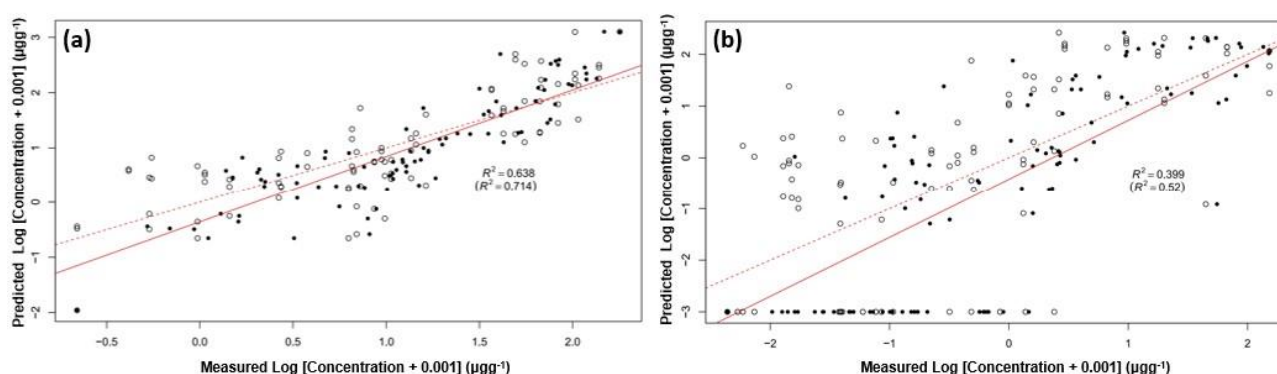 (a)
Predicted Log [Concentration + 0.001] (µgg⁻¹)
3
2
1
0
−1
−2
R² = 0.638
(R² = 0.714)
−0.5
0.0
0.5
1.0
1.5
2.0
Measured Log [Concentration + 0.001] (µgg⁻¹)
(b)
Predicted Log [Concentration + 0.001] (µgg⁻¹)
2
1
0
−1
−2
−3
R² = 0.399
(R² = 0.52)
−2
−1
0
1
2
Measured Log [Concentration + 0.001] (µgg⁻¹)